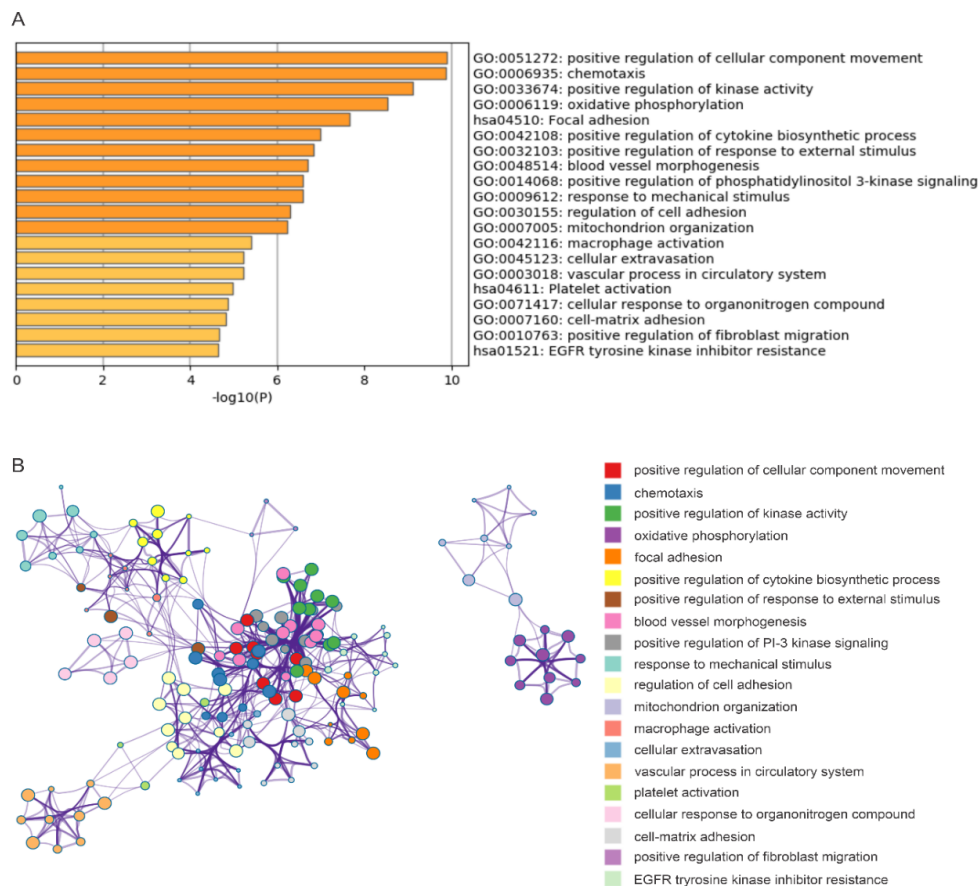 A
GO:0051272: positive regulation of cellular component movement
GO:0006935: chemotaxis
GO:0033674: positive regulation of kinase activity
GO:0006119: oxidative phosphorylation
hsa04510: Focal adhesion
GO:0042108: positive regulation of cytokine biosynthetic process
GO:0032103: positive regulation of response to external stimulus
GO:0048514: blood vessel morphogenesis
GO:0014068: positive regulation of phosphatidylinositol 3-kinase signaling
GO:0009612: response to mechanical stimulus
GO:0030155: regulation of cell adhesion
GO:0007005: mitochondrion organization
GO:0042116: macrophage activation
GO:0045123: cellular extravasation
GO:0003018: vascular process in circulatory system
hsa04611: Platelet activation
GO:0071417: cellular response to organonitrogen compound
GO:0007160: cell-matrix adhesion
GO:0010763: positive regulation of fibroblast migration
hsa01521: EGFR tyrosine kinase inhibitor resistance
0 2 4 6 8 10
-log10(P)
B
positive regulation of cellular component movement
chemotaxis
positive regulation of kinase activity
oxidative phosphorylation
focal adhesion
positive regulation of cytokine biosynthetic process
positive regulation of response to external stimulus
blood vessel morphogenesis
positive regulation of PI-3 kinase signaling
response to mechanical stimulus
regulation of cell adhesion
mitochondrion organization
macrophage activation
cellular extravasation
vascular process in circulatory system
platelet activation
cellular response to organonitrogen compound
cell-matrix adhesion
positive regulation of fibroblast migration
EGFR tryrosine kinase inhibitor resistance